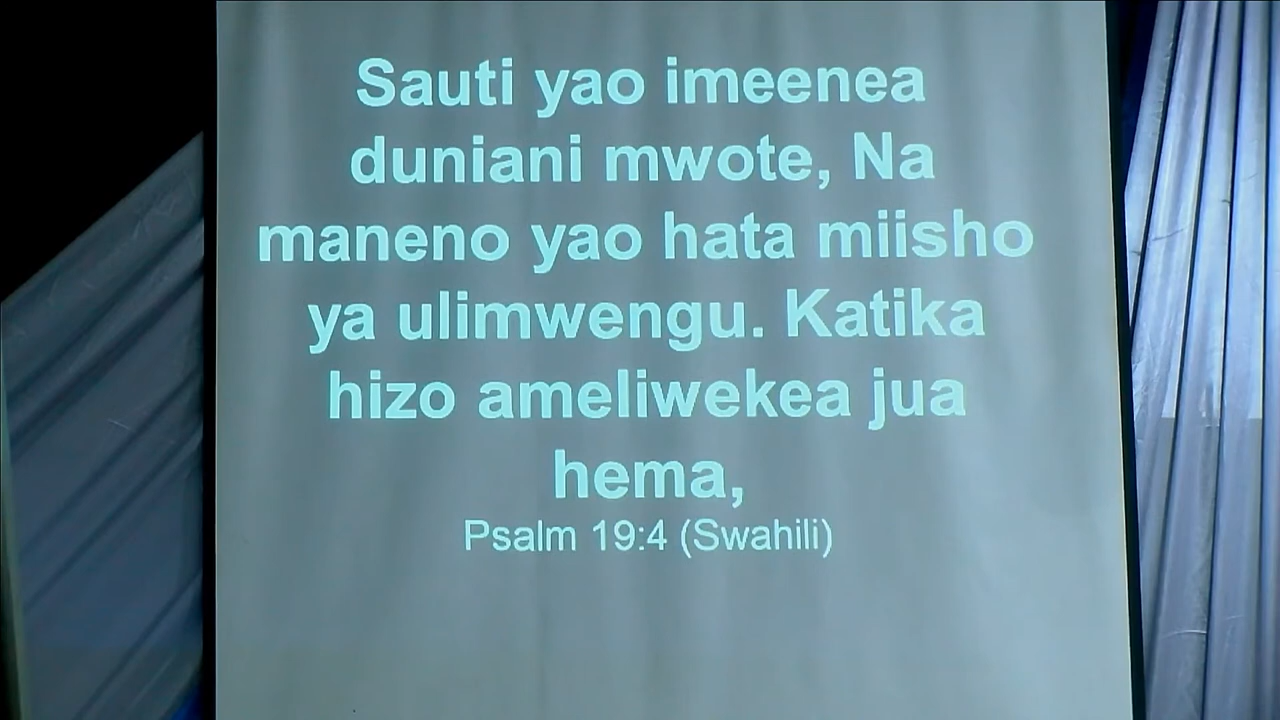 Sauti yao imeenea
duniani mwote, Na
maneno yao hata miisho
ya ulimwengu. Katika
hizo ameliwekea jua
hema,
Psalm 19:4 (Swahili)